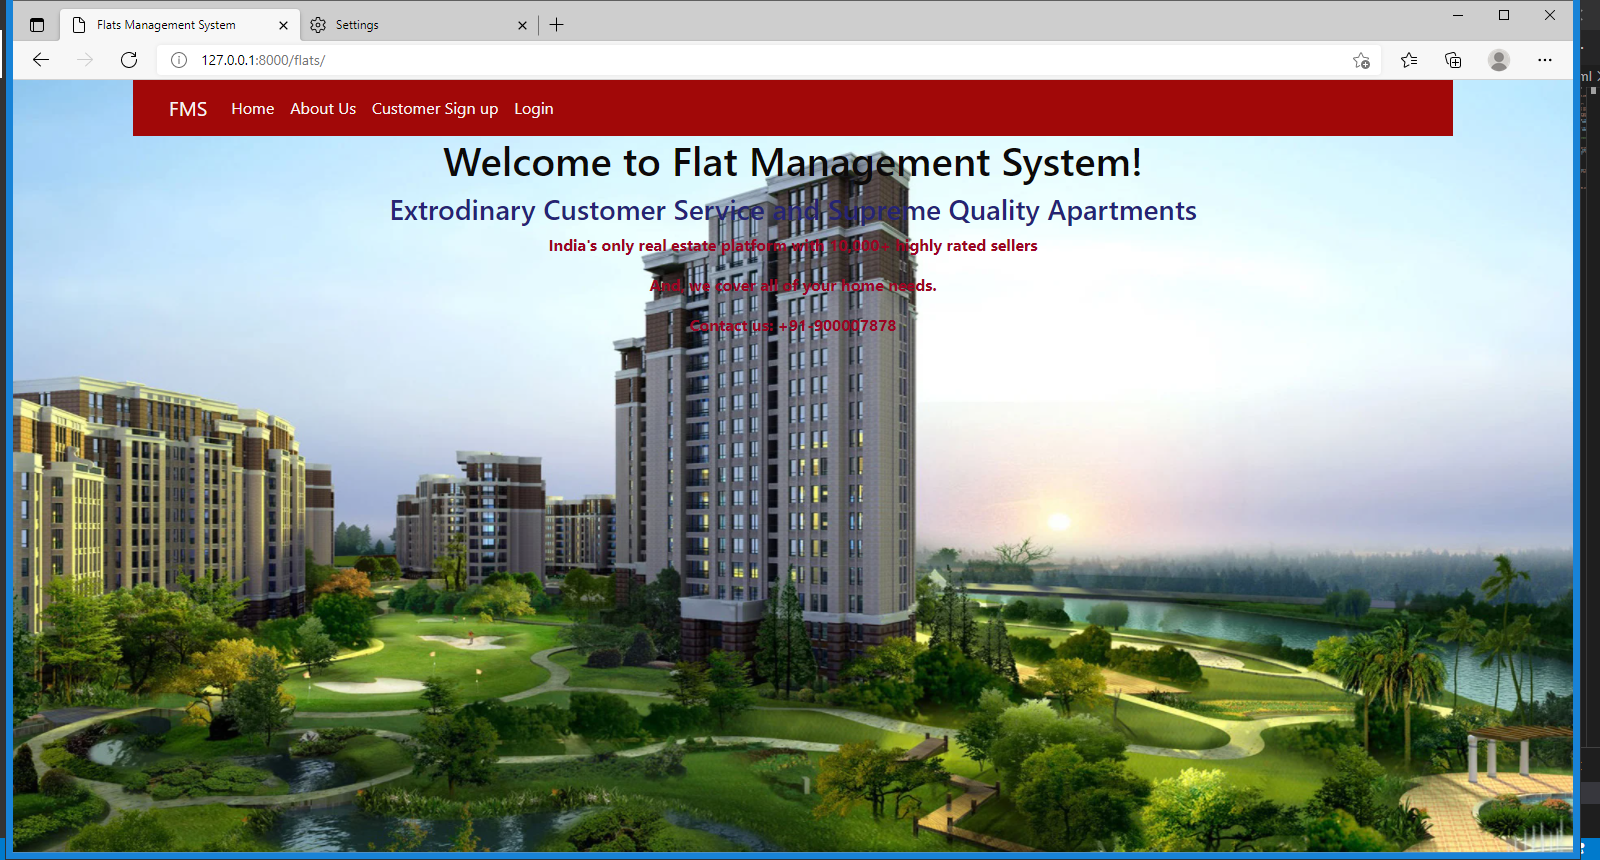 Flats Management System
Settings
127.0.0.1:8000/flats/
FMS Home About Us Customer Sign up Login
Welcome to Flat Management System!
Extrodinary Customer Service and Supreme Quality Apartments
India's only real estate platform with 10,000+ highly rated sellers
And, we cover all of your home needs.
Contact us: +91-900007878
ml